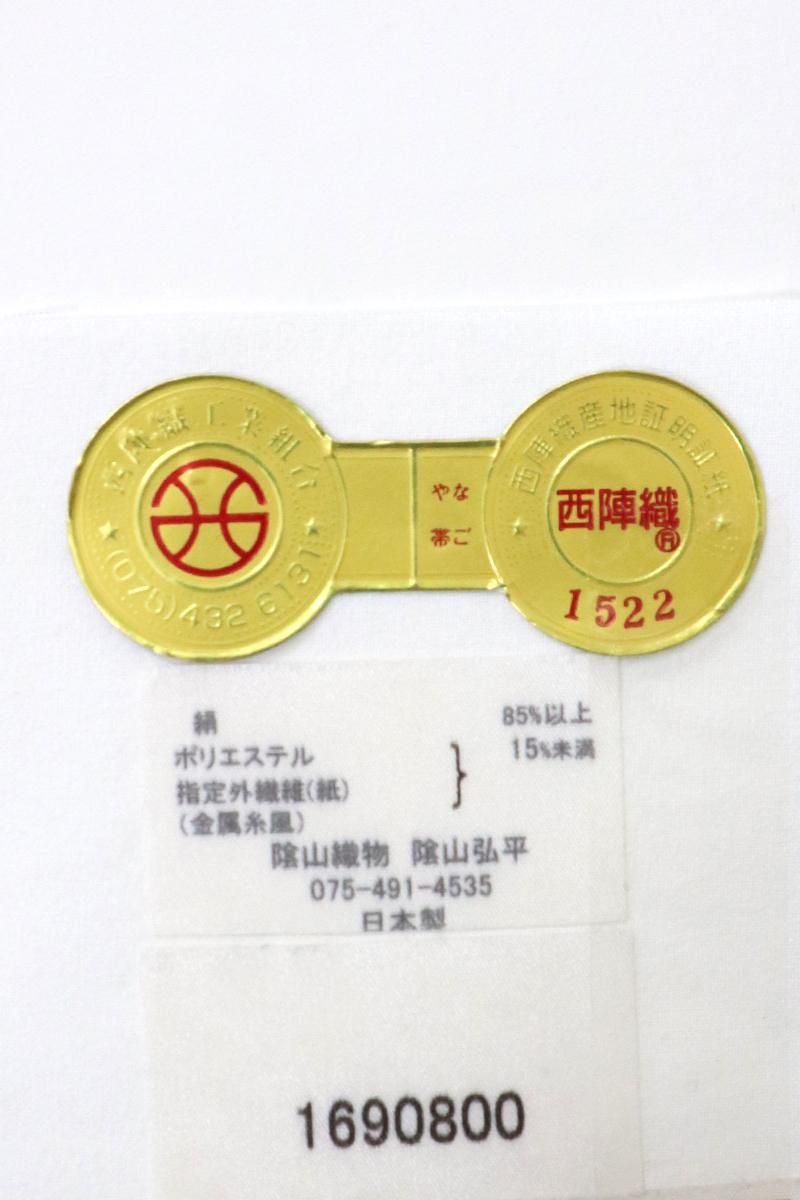 西陣織工業組合
(075)432 6131
なごや帯
西陣織産地証明証紙
西陣織
R
1522
絹 85%以上
ポリエステル 15%未満
指定外繊維(紙)
(金属糸風)
陰山織物 陰山弘平
075-491-4535
日本製
1690800